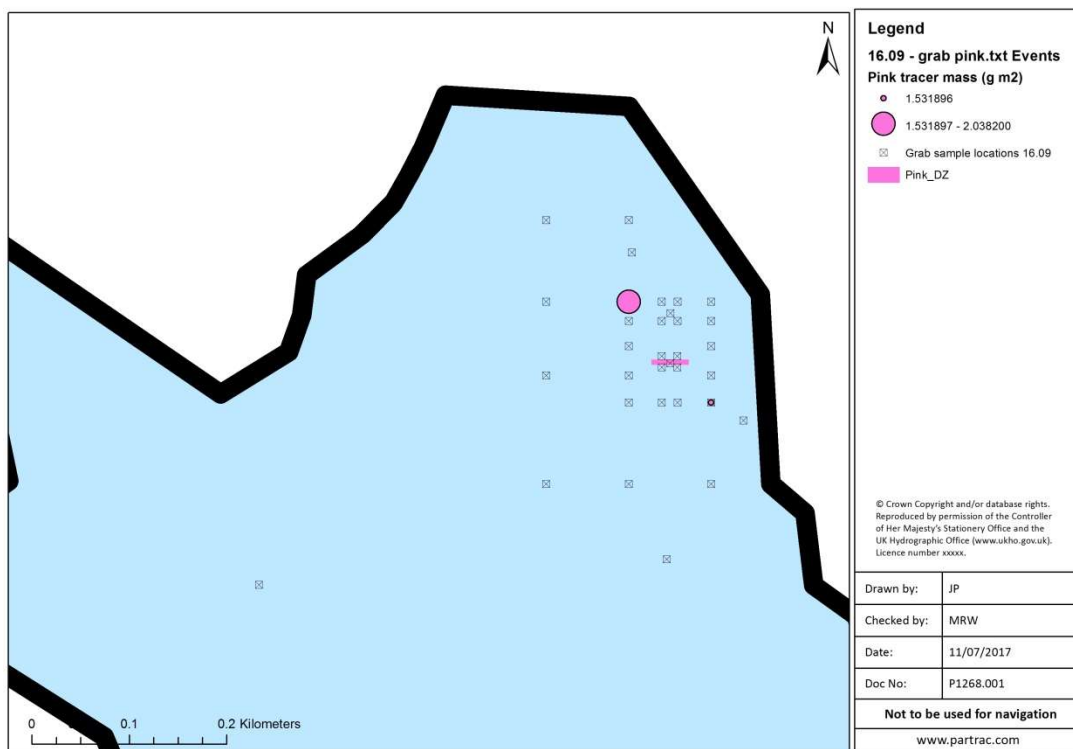 N
Legend
16.09 - grab pink.txt Events
Pink tracer mass (g m2)
1.531896
1.531897 - 2.038200
Grab sample locations 16.09
Pink_DZ
© Crown Copyright and/or database rights.
Reproduced by permission of the Controller
of Her Majesty's Stationery Office and the
UK Hydrographic Office (www.ukho.gov.uk).
Licence number xxxxx.
Drawn by: JP
Checked by: MRW
Date: 11/07/2017
Doc No: P1268.001
Not to be used for navigation
www.partrac.com
0 0.1 0.2 Kilometers